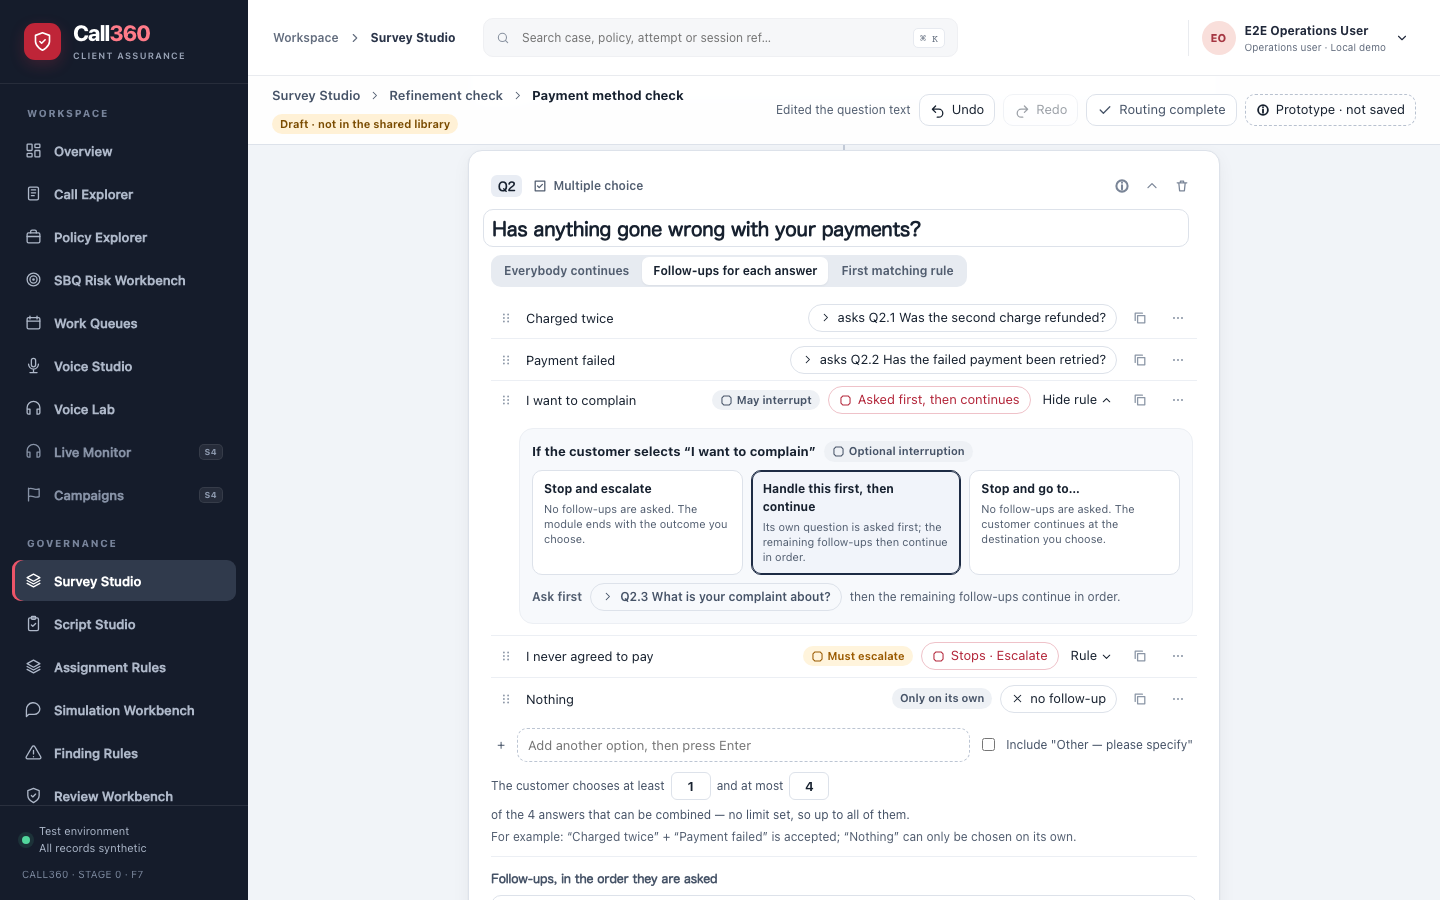 Call360
CLIENT ASSURANCE
WORKSPACE
Overview
Call Explorer
Policy Explorer
SBQ Risk Workbench
Work Queues
Voice Studio
Voice Lab
Live Monitor S4
Campaigns S4
GOVERNANCE
Survey Studio
Script Studio
Assignment Rules
Simulation Workbench
Finding Rules
Review Workbench
Test environment
All records synthetic
CALL360 · STAGE 0 · F7
Workspace > Survey Studio
Search case, policy, attempt or session ref... ⌘ K
EO
E2E Operations User
Operations user · Local demo
Survey Studio > Refinement check > Payment method check
Draft · not in the shared library
Edited the question text
Undo
Redo
Routing complete
Prototype · not saved
Q2 Multiple choice
Has anything gone wrong with your payments?
Everybody continues Follow-ups for each answer First matching rule
Charged twice asks Q2.1 Was the second charge refunded?
Payment failed asks Q2.2 Has the failed payment been retried?
I want to complain May interrupt Asked first, then continues Hide rule
If the customer selects “I want to complain” Optional interruption
Stop and escalate
No follow-ups are asked. The
module ends with the outcome you
choose.
Handle this first, then
continue
Its own question is asked first; the
remaining follow-ups then continue
in order.
Stop and go to...
No follow-ups are asked. The
customer continues at the
destination you choose.
Ask first Q2.3 What is your complaint about? then the remaining follow-ups continue in order.
I never agreed to pay Must escalate Stops · Escalate Rule
Nothing Only on its own no follow-up
+ Add another option, then press Enter Include "Other — please specify"
The customer chooses at least 1 and at most 4
of the 4 answers that can be combined — no limit set, so up to all of them.
For example: “Charged twice” + “Payment failed” is accepted; “Nothing” can only be chosen on its own.
Follow-ups, in the order they are asked